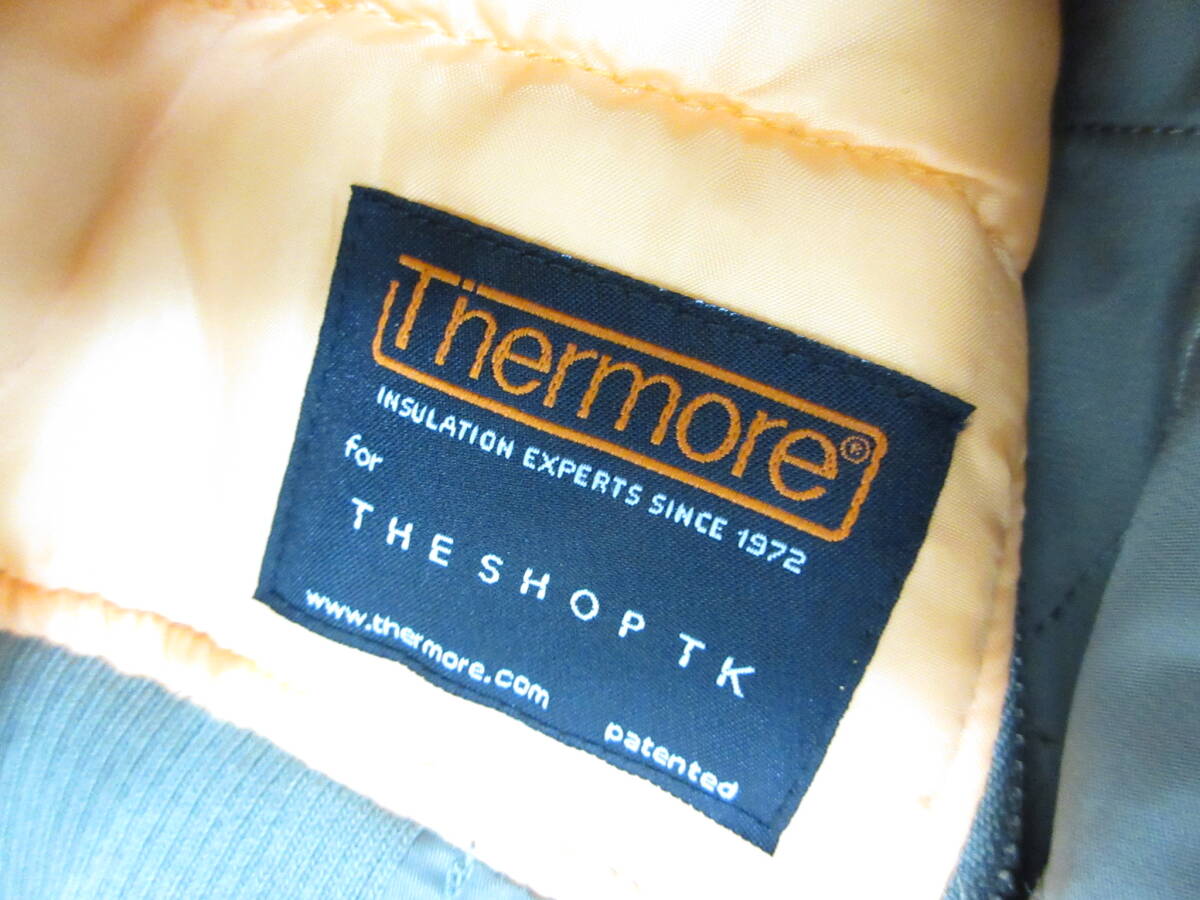 Thermore®
INSULATION EXPERTS SINCE 1972
for
THE SHOP TK
www.thermore.com
patented